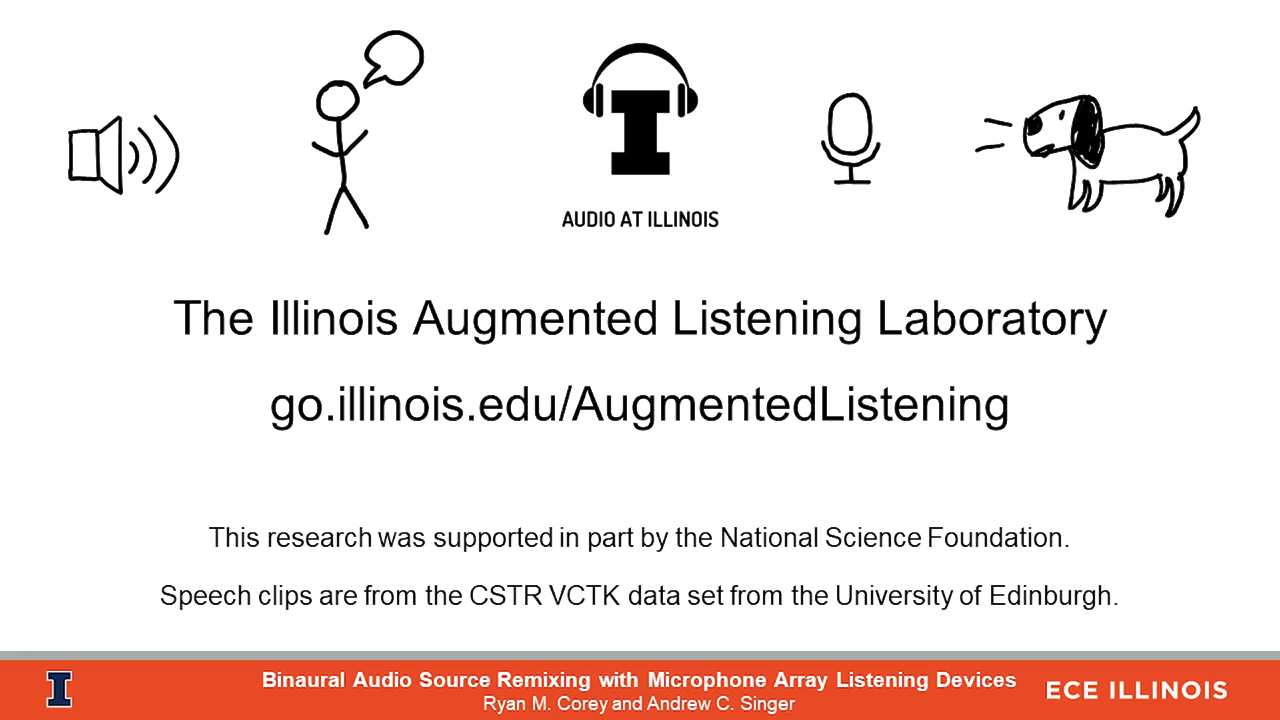 AUDIO AT ILLINOIS
The Illinois Augmented Listening Laboratory
go.illinois.edu/AugmentedListening
This research was supported in part by the National Science Foundation.
Speech clips are from the CSTR VCTK data set from the University of Edinburgh.
Binaural Audio Source Remixing with Microphone Array Listening Devices
Ryan M. Corey and Andrew C. Singer
ECE ILLINOIS